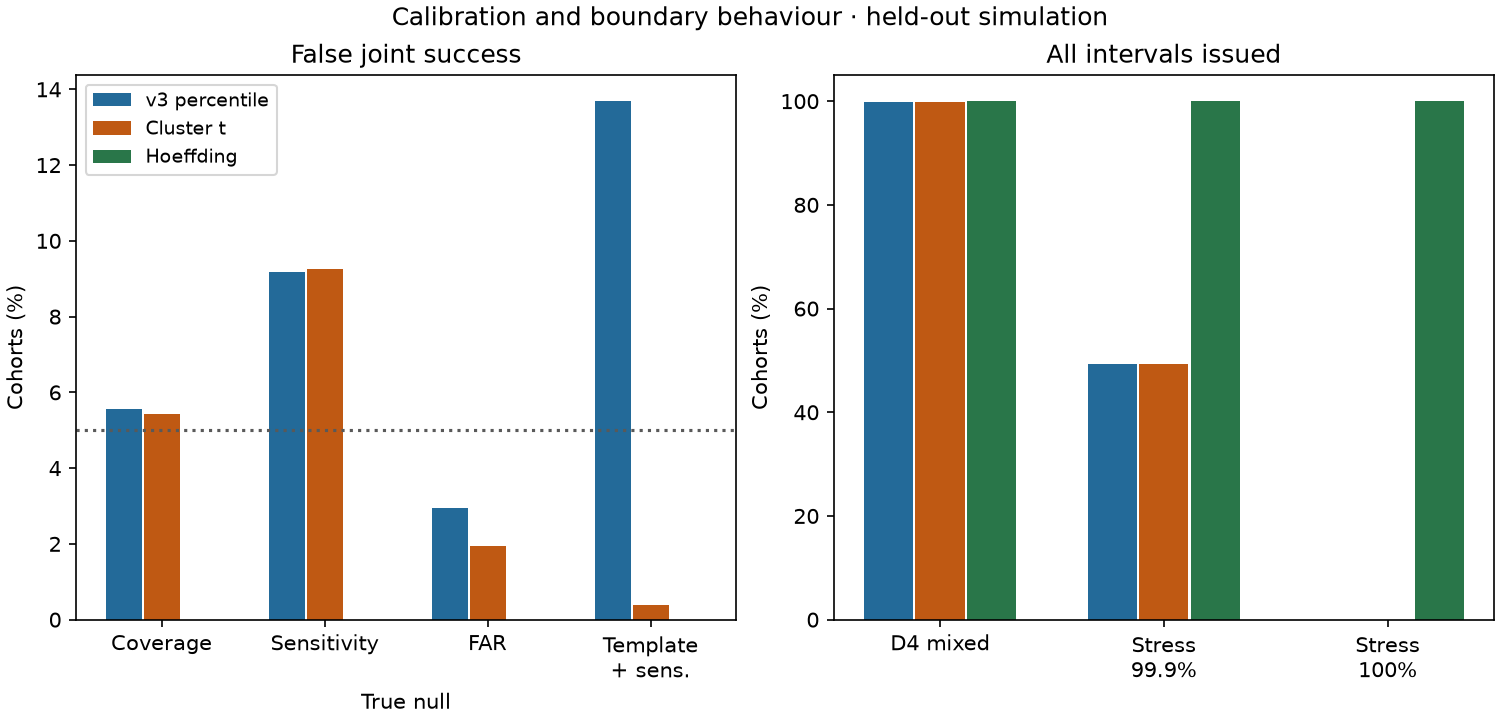 Calibration and boundary behaviour · held-out simulation
False joint success
v3 percentile
Cluster t
Hoeffding
Cohorts (%)
14
12
10
8
6
4
2
0
Coverage
Sensitivity
FAR
Template
+ sens.
True null
All intervals issued
Cohorts (%)
100
80
60
40
20
0
D4 mixed
Stress
99.9%
Stress
100%